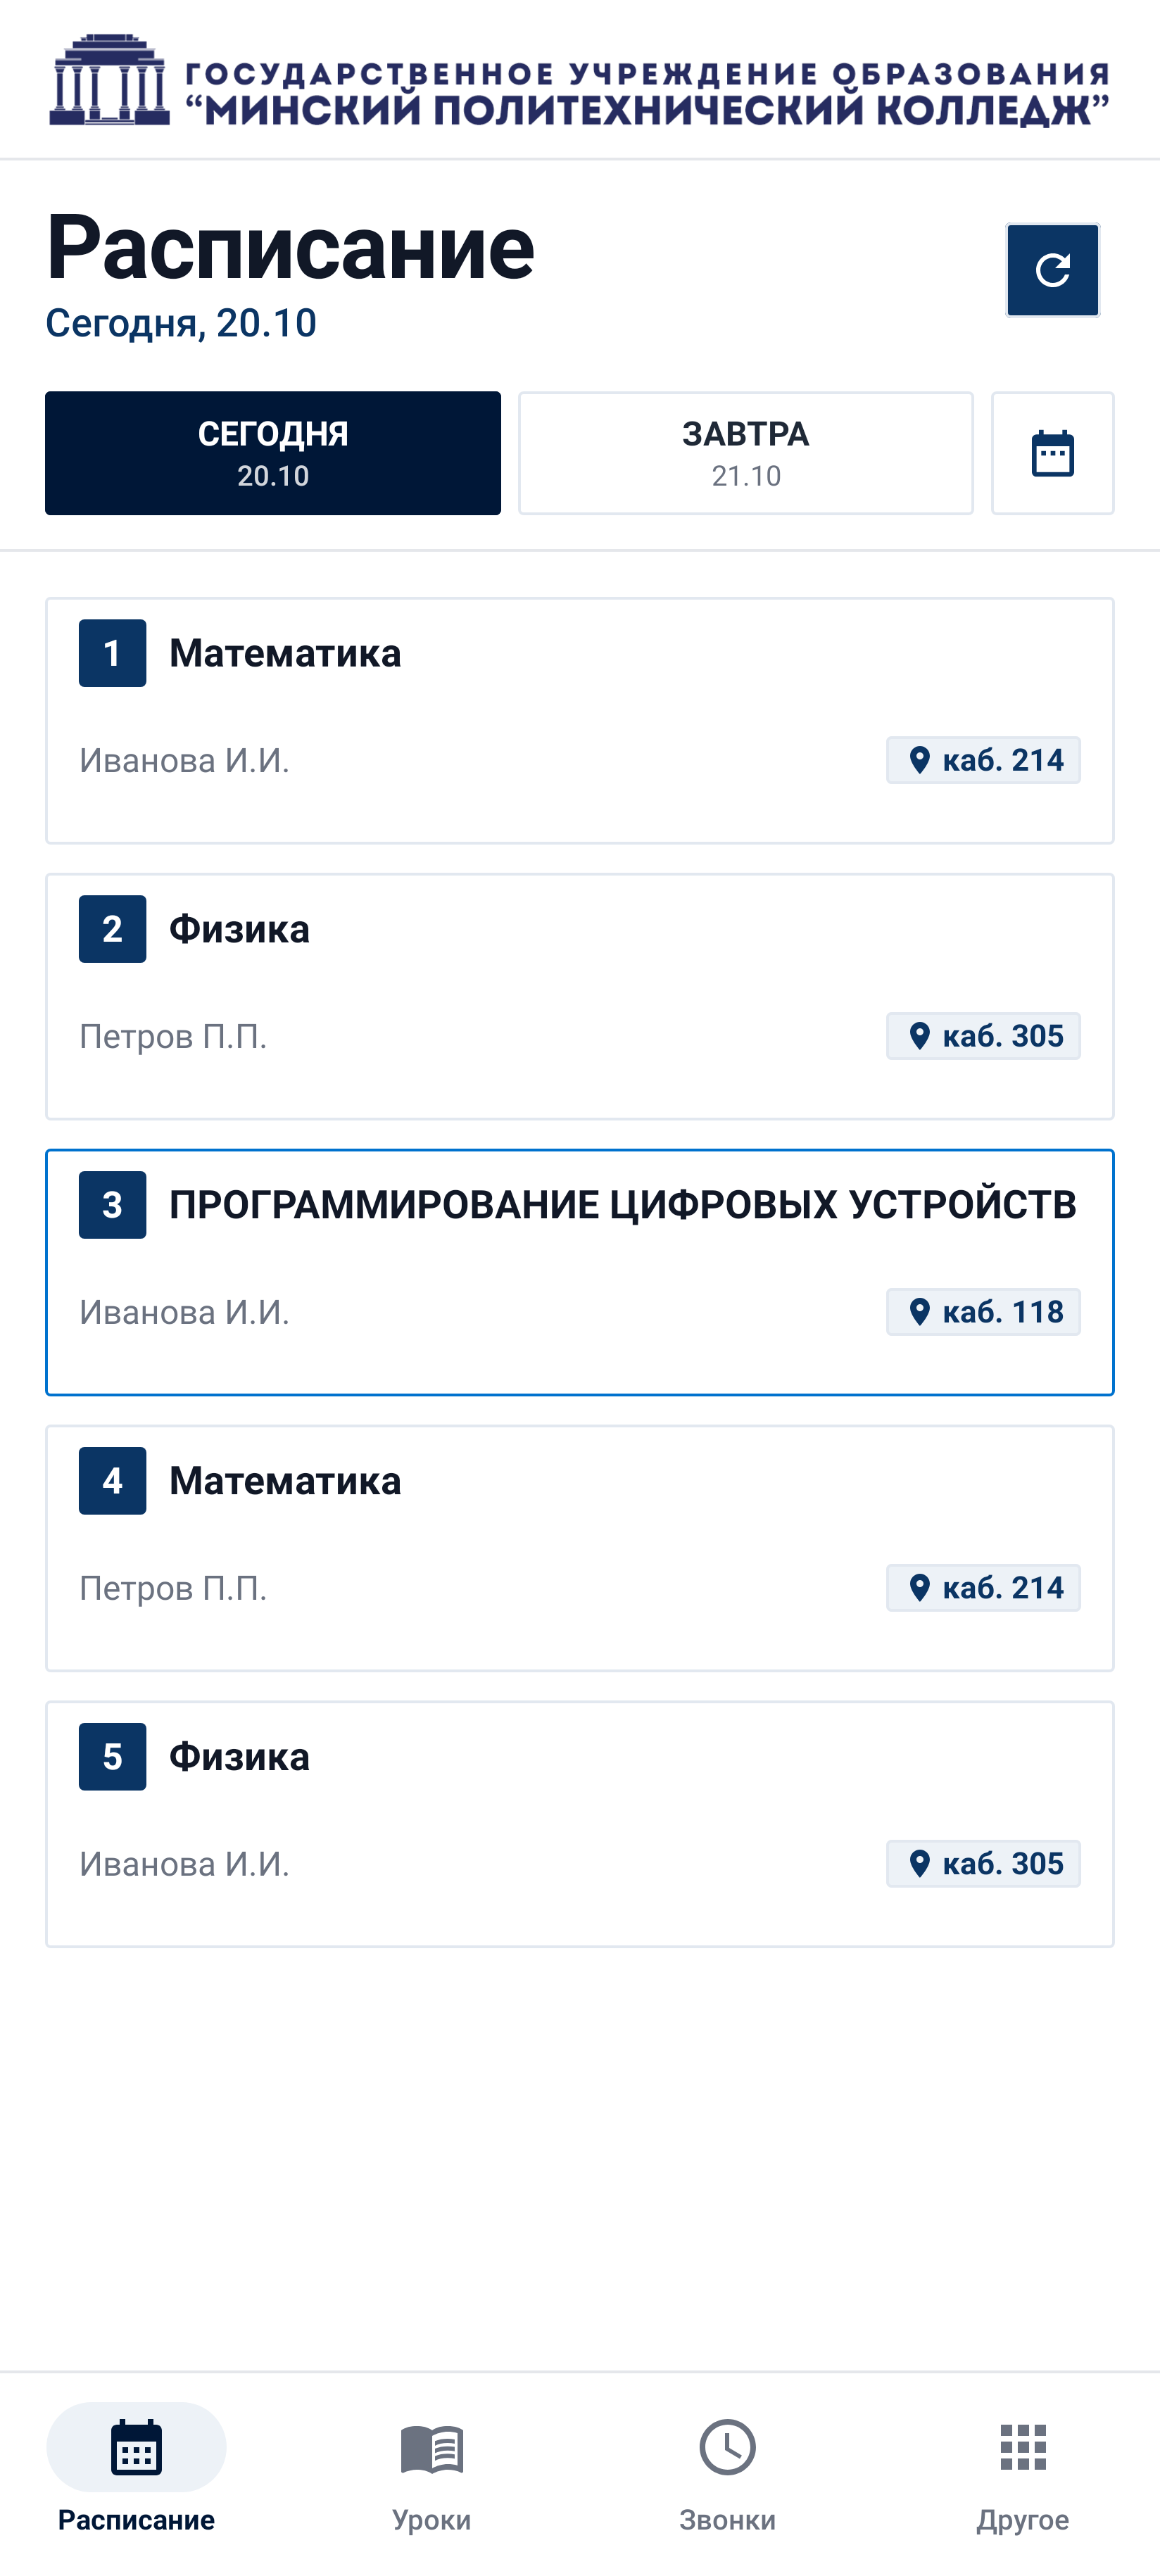 ГОСУДАРСТВЕННОЕ УЧРЕЖДЕНИЕ ОБРАЗОВАНИЯ
“МИНСКИЙ ПОЛИТЕХНИЧЕСКИЙ КОЛЛЕДЖ”
Расписание
Сегодня, 20.10
СЕГОДНЯ
20.10
ЗАВТРА
21.10
1 Математика
Иванова И.И. каб. 214
2 Физика
Петров П.П. каб. 305
3 ПРОГРАММИРОВАНИЕ ЦИФРОВЫХ УСТРОЙСТВ
Иванова И.И. каб. 118
4 Математика
Петров П.П. каб. 214
5 Физика
Иванова И.И. каб. 305
Расписание Уроки Звонки Другое